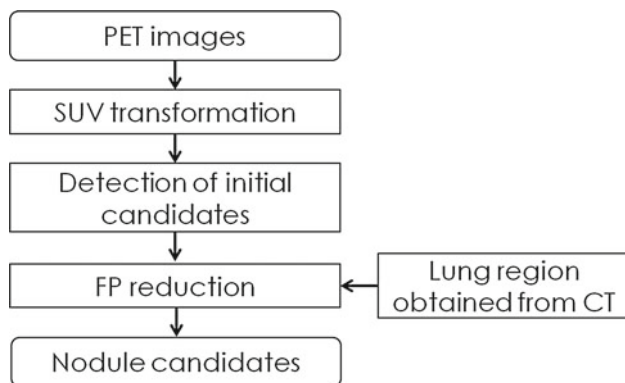 PET images
SUV transformation
Detection of initial
candidates
FP reduction
Lung region
obtained from CT
Nodule candidates